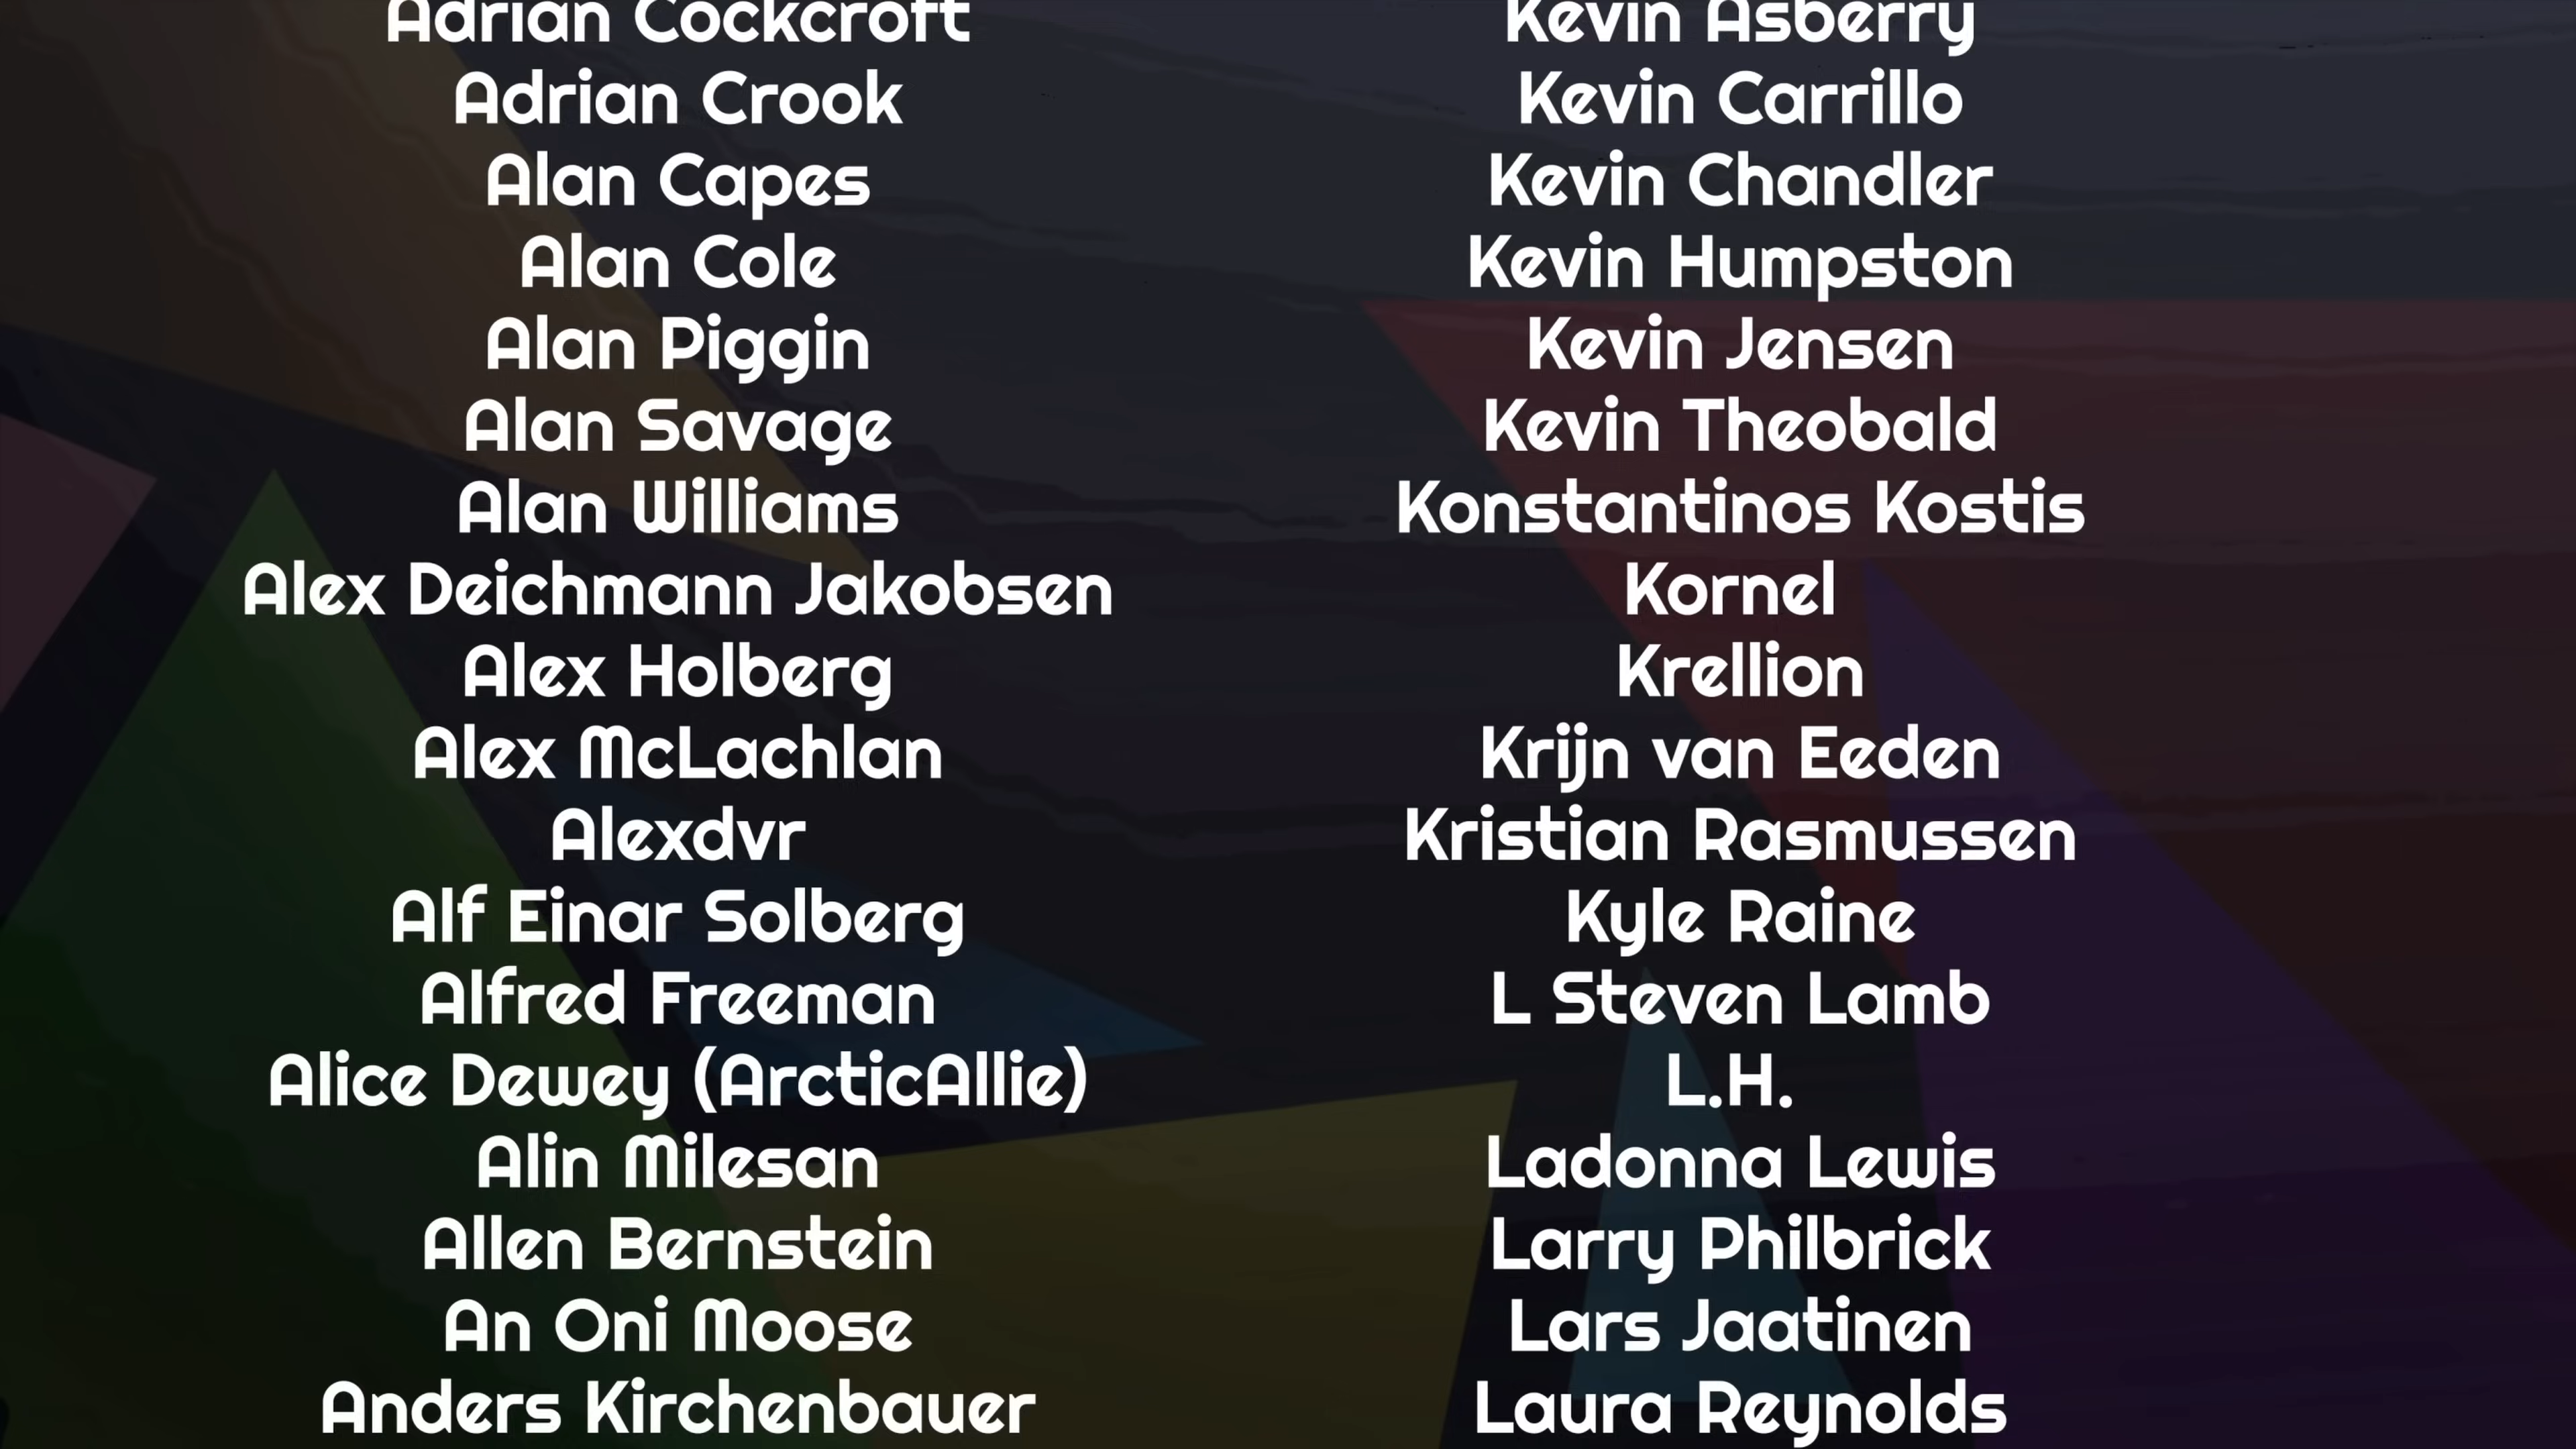 Adrian Cockcroft
Adrian Crook
Alan Capes
Alan Cole
Alan Piggin
Alan Savage
Alan Williams
Alex Deichmann Jakobsen
Alex Holberg
Alex McLachlan
Alexdvr
Alf Einar Solberg
Alfred Freeman
Alice Dewey (ArcticAllie)
Alin Milesan
Allen Bernstein
An Oni Moose
Anders Kirchenbauer
Kevin Asberry
Kevin Carrillo
Kevin Chandler
Kevin Humpston
Kevin Jensen
Kevin Theobald
Konstantinos Kostis
Kornel
Krellion
Krijn van Eeden
Kristian Rasmussen
Kyle Raine
L Steven Lamb
L.H.
Ladonna Lewis
Larry Philbrick
Lars Jaatinen
Laura Reynolds